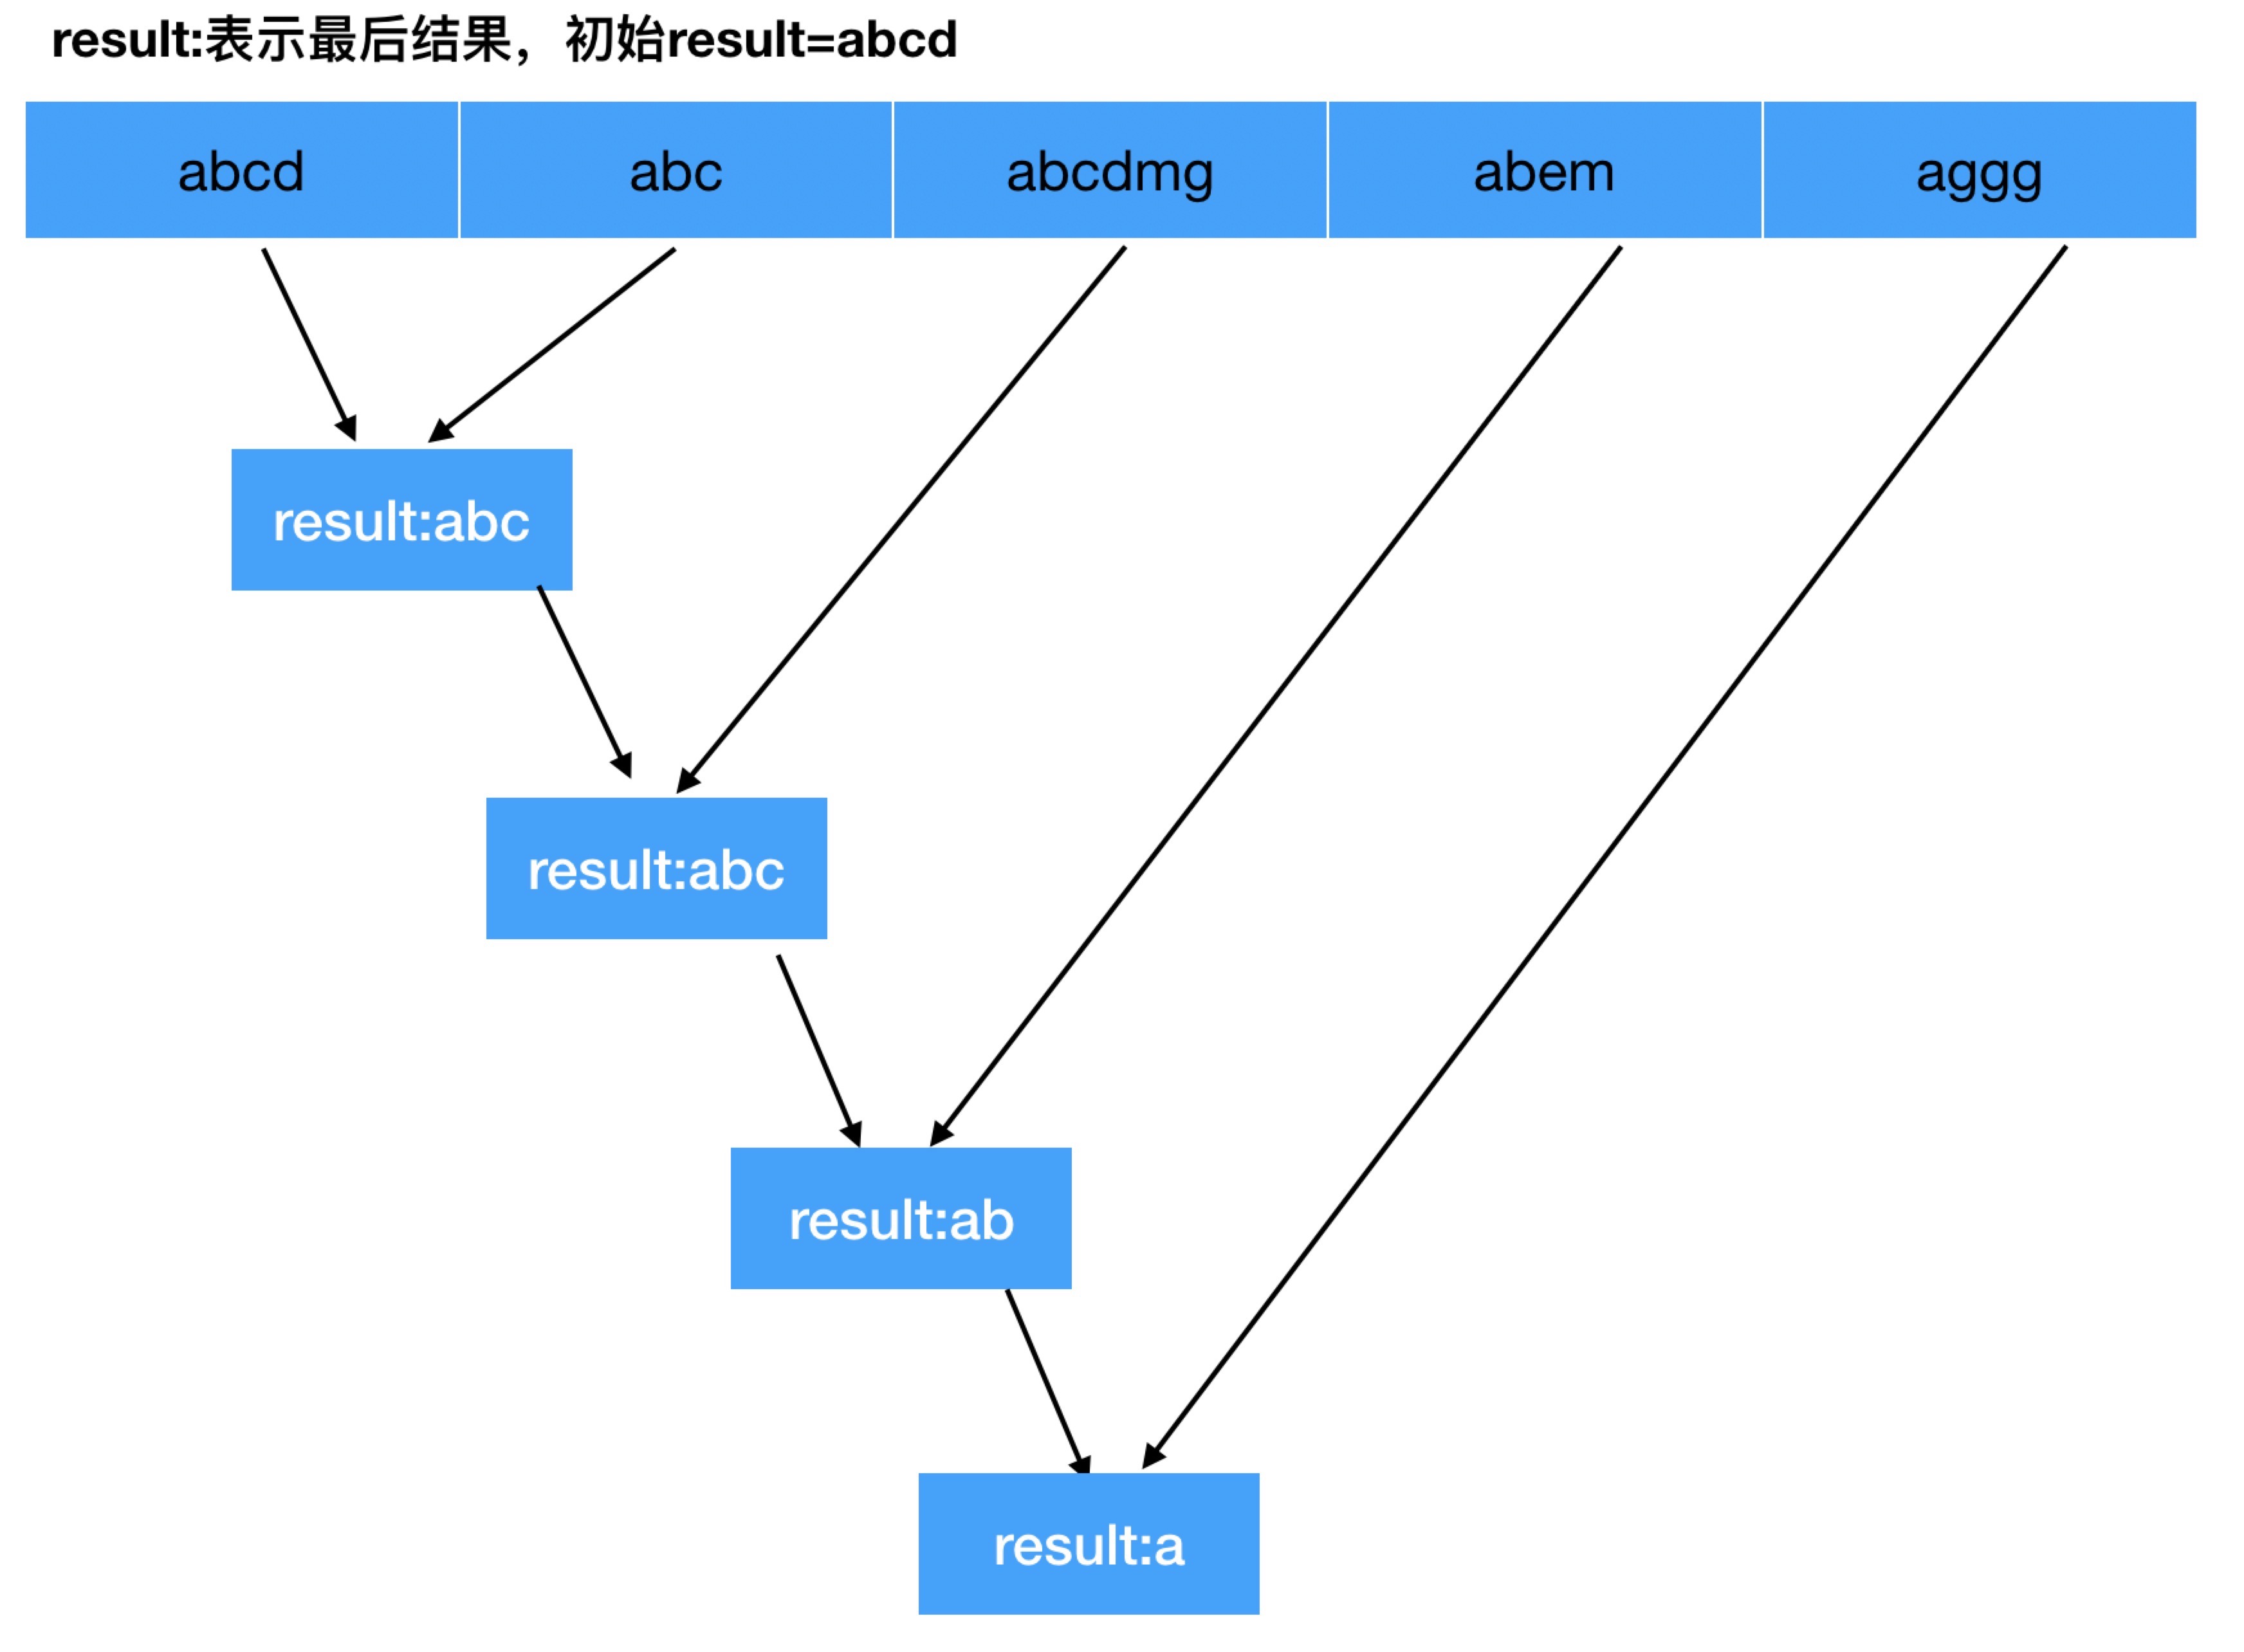 result:表示最后结果，初始result=abcd
abcd abc abcdmg abem aggg
result:abc
result:abc
result:ab
result:a